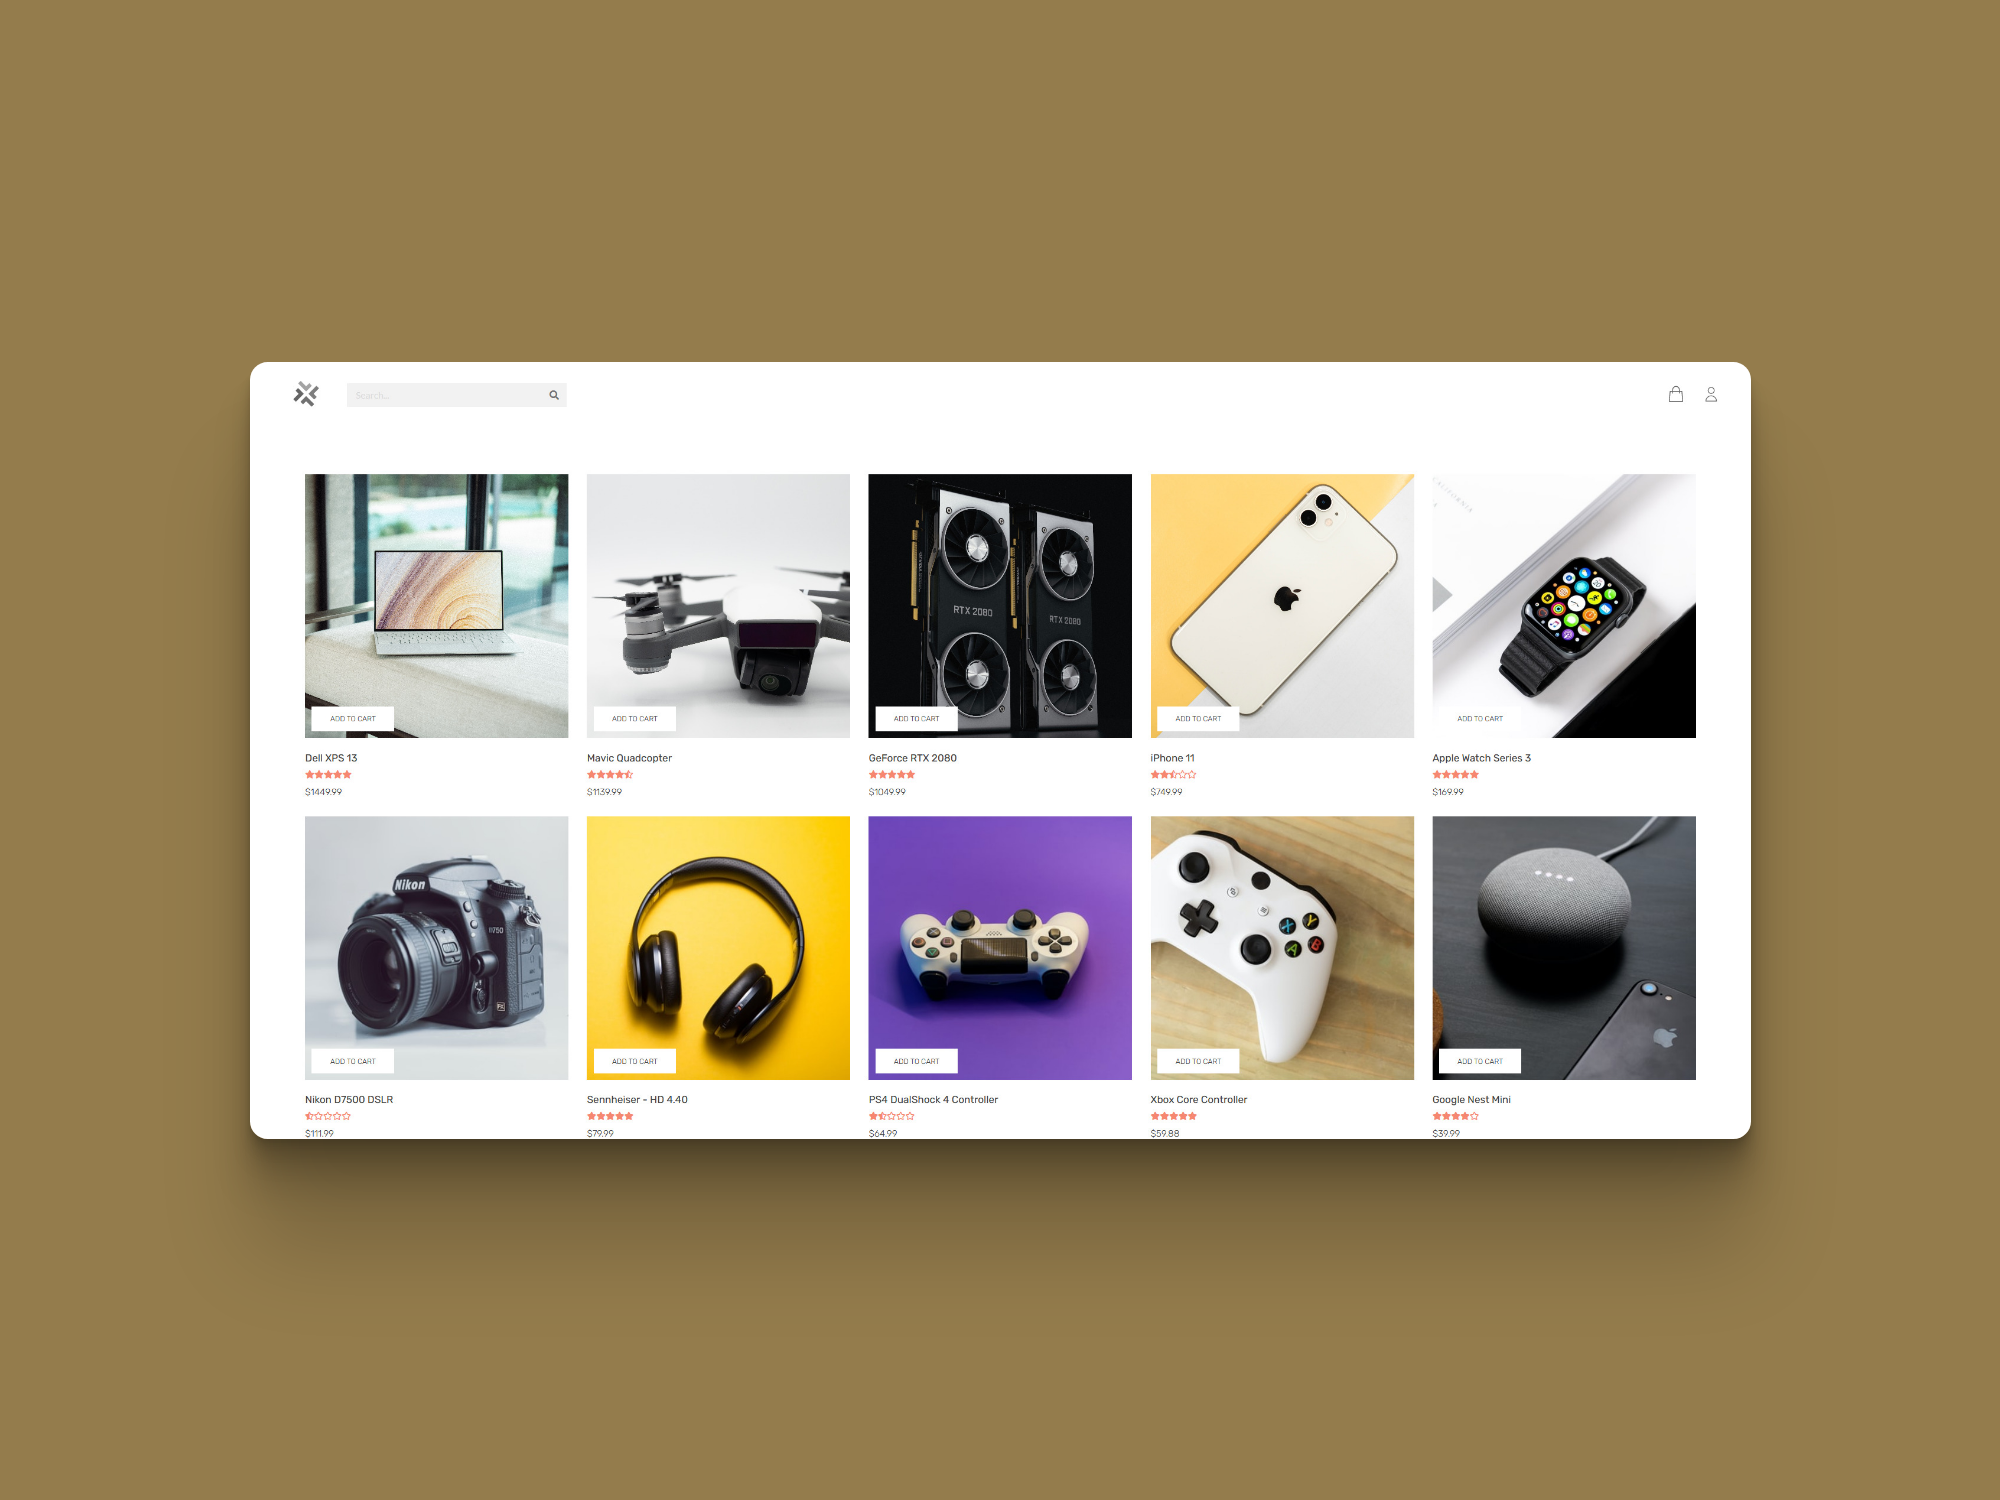 Search...
CALIFORNIA
RTX 2080
RTX 2080
ADD TO CART
ADD TO CART
ADD TO CART
ADD TO CART
ADD TO CART
Dell XPS 13
Mavic Quadcopter
GeForce RTX 2080
iPhone 11
Apple Watch Series 3
$1449.99
$1139.99
$1049.99
$749.99
$169.99
Nikon
D750
FX
X
Y
A
B
ADD TO CART
ADD TO CART
ADD TO CART
ADD TO CART
ADD TO CART
Nikon D7500 DSLR
Sennheiser - HD 4.40
PS4 DualShock 4 Controller
Xbox Core Controller
Google Nest Mini
$111.99
$79.99
$64.99
$59.88
$39.99